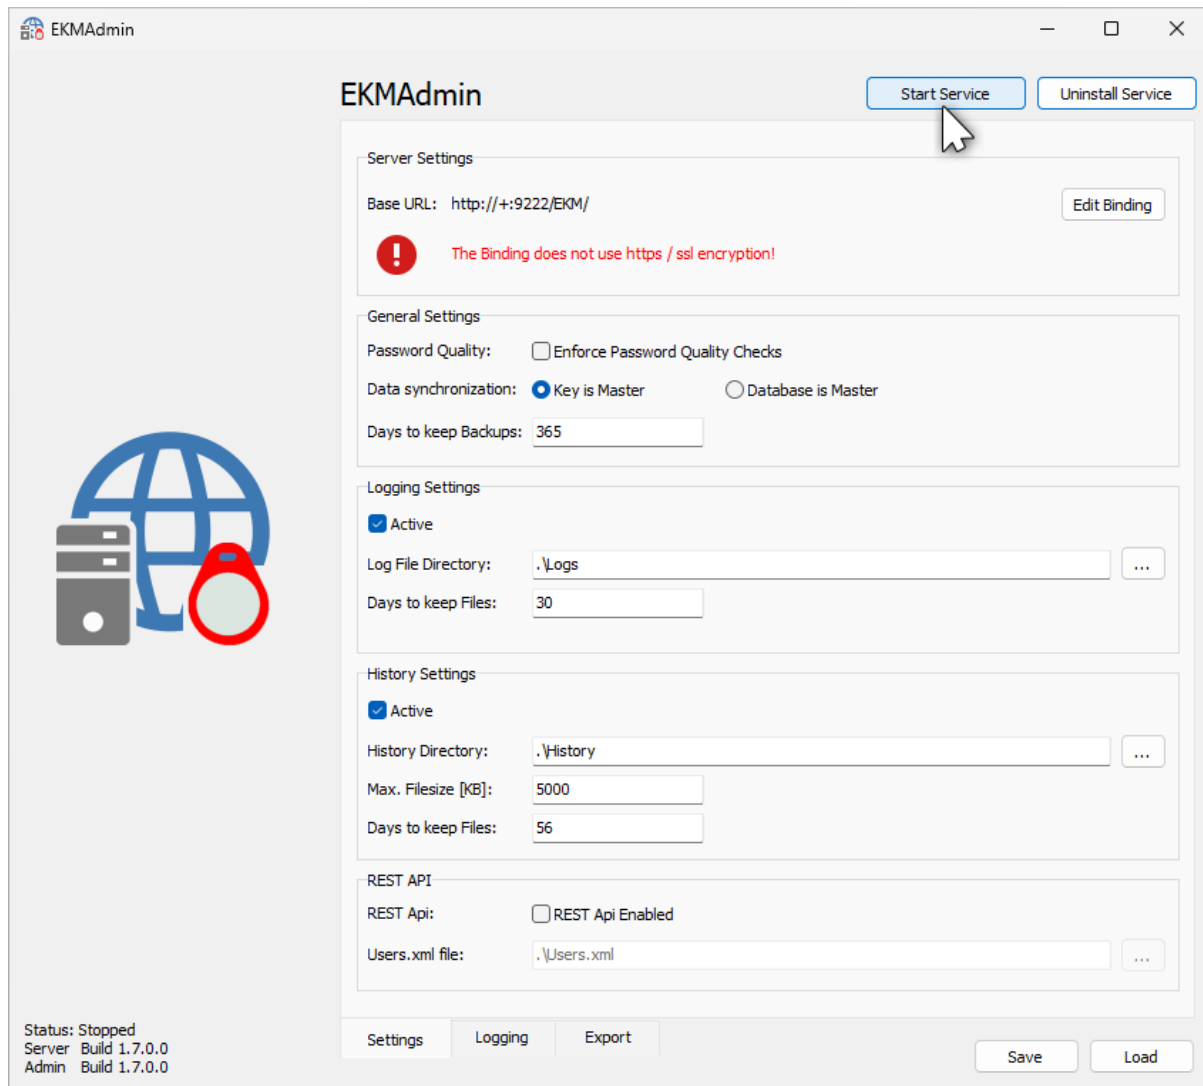 EKMAdmin
EKMAdmin
Start Service
Uninstall Service
Server Settings
Base URL: http://+:9222/EKM/
Edit Binding
The Binding does not use https / ssl encryption!
General Settings
Password Quality: Enforce Password Quality Checks
Data synchronization: Key is Master Database is Master
Days to keep Backups: 365
Logging Settings
Active
Log File Directory: .\Logs ...
Days to keep Files: 30
History Settings
Active
History Directory: .\History ...
Max. Filesize [KB]: 5000
Days to keep Files: 56
REST API
REST Api: REST Api Enabled
Users.xml file: .\Users.xml ...
Status: Stopped
Server Build 1.7.0.0
Admin Build 1.7.0.0
Settings Logging Export
Save Load